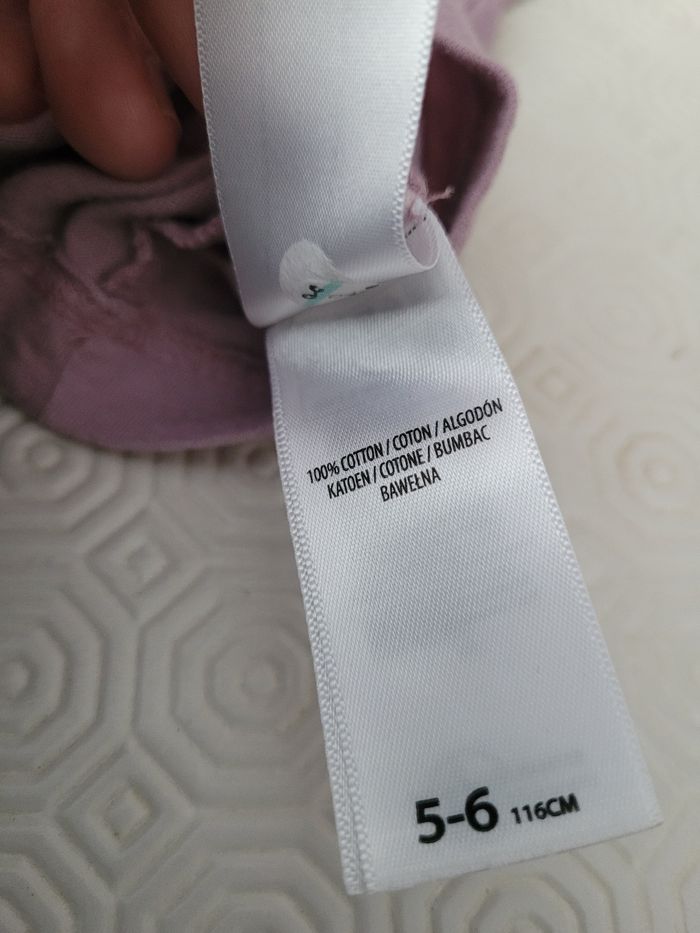 100% COTTON / COTON / ALGODÓN
KATOEN / COTONE / BUMBAC
BAWEŁNA
5-6 116CM